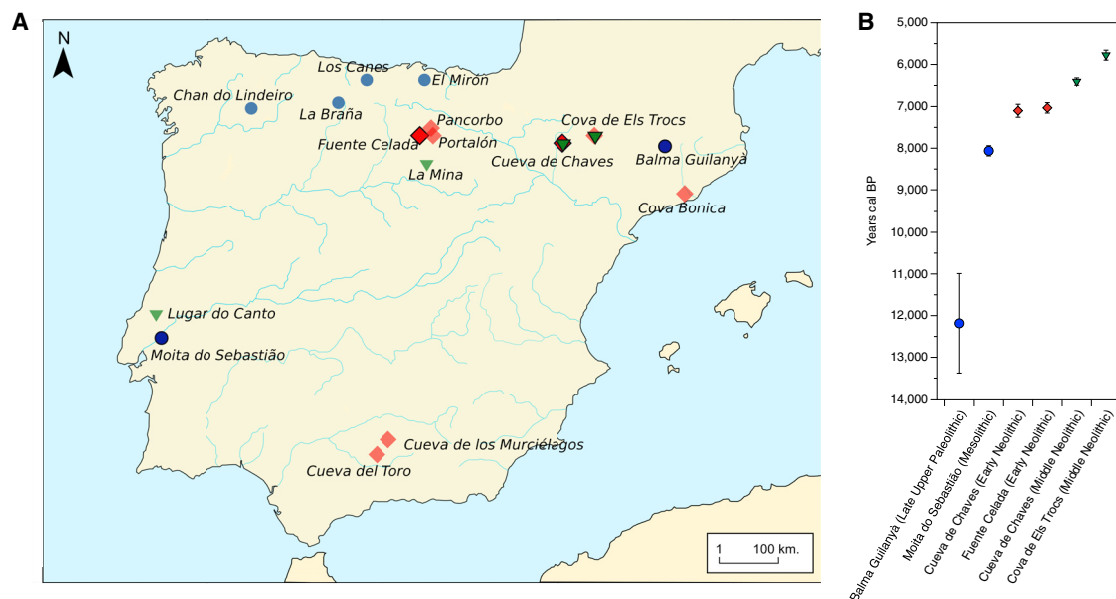 A
N
Los Canes
El Mirón
Chan do Lindeiro
La Braña
Pancorbo
Cova de Els Trocs
Fuente Celada
Portalón
Cueva de Chaves
Balma Guilanyà
La Mina
Cova Bonica
Lugar do Canto
Moita do Sebastião
Cueva de los Murciélagos
Cueva del Toro
1 100 km.
B
Years cal BP
5,000
6,000
7,000
8,000
9,000
10,000
11,000
12,000
13,000
14,000
Balma Guilanyà (Late Upper Paleolithic)
Moita do Sebastião (Mesolithic)
Cueva de Chaves (Early Neolithic)
Fuente Celada (Early Neolithic)
Cueva de Chaves (Middle Neolithic)
Cova de Els Trocs (Middle Neolithic)